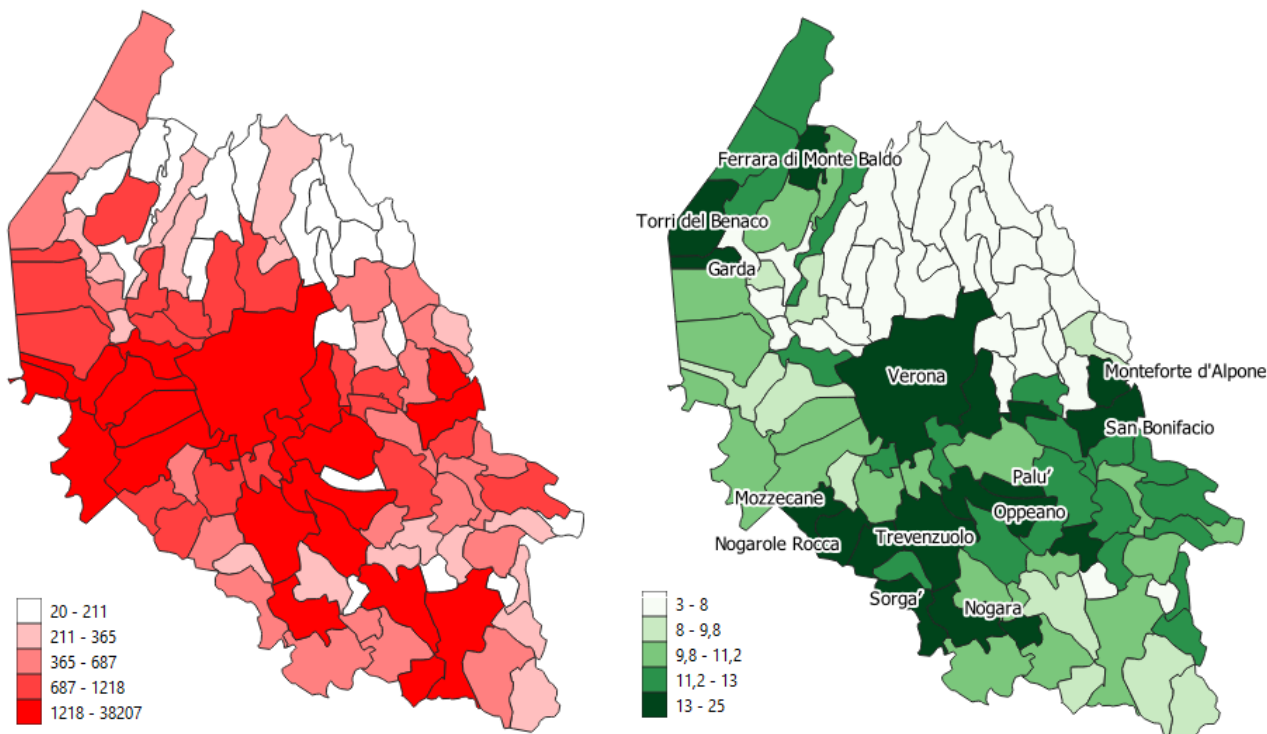 20 - 211
211 - 365
365 - 687
687 - 1218
1218 - 38207
Ferrara di Monte Baldo
Torri del Benaco
Garda
Verona
Monteforte d'Alpone
San Bonifacio
Palu'
Mozzecane
Oppeano
Nogarole Rocca
Trevenzuolo
Sorga'
Nogara
3 - 8
8 - 9,8
9,8 - 11,2
11,2 - 13
13 - 25